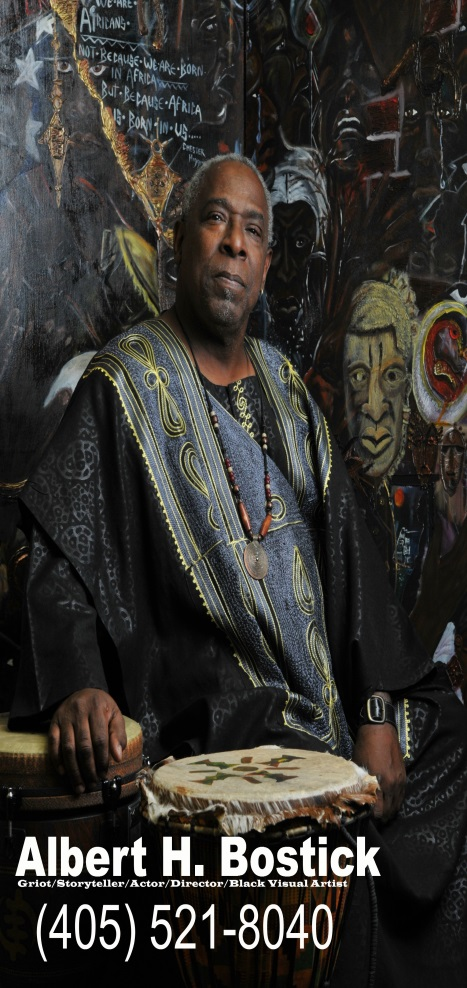 WE·ARE·
AFRICANS·
NOT·BECAUSE·WE·ARE·BORN·
IN·AFRICA
BUT·BECAUSE·AFRICA
IS·BORN·IN·US....
CHESTER
Albert H. Bostick
Griot/Storyteller/Actor/Director/Black Visual Artist
(405) 521-8040